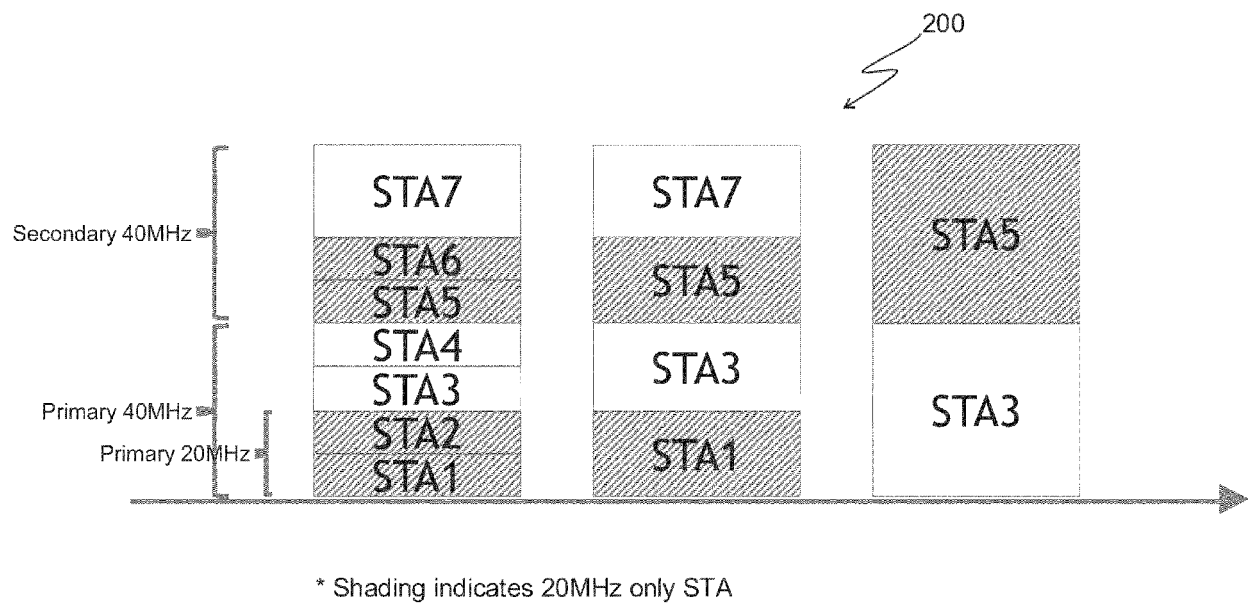 200
Secondary 40MHz
Primary 40MHz
Primary 20MHz
STA7
STA6
STA5
STA4
STA3
STA2
STA1
STA7
STA5
STA3
STA1
STA5
STA3
* Shading indicates 20MHz only STA